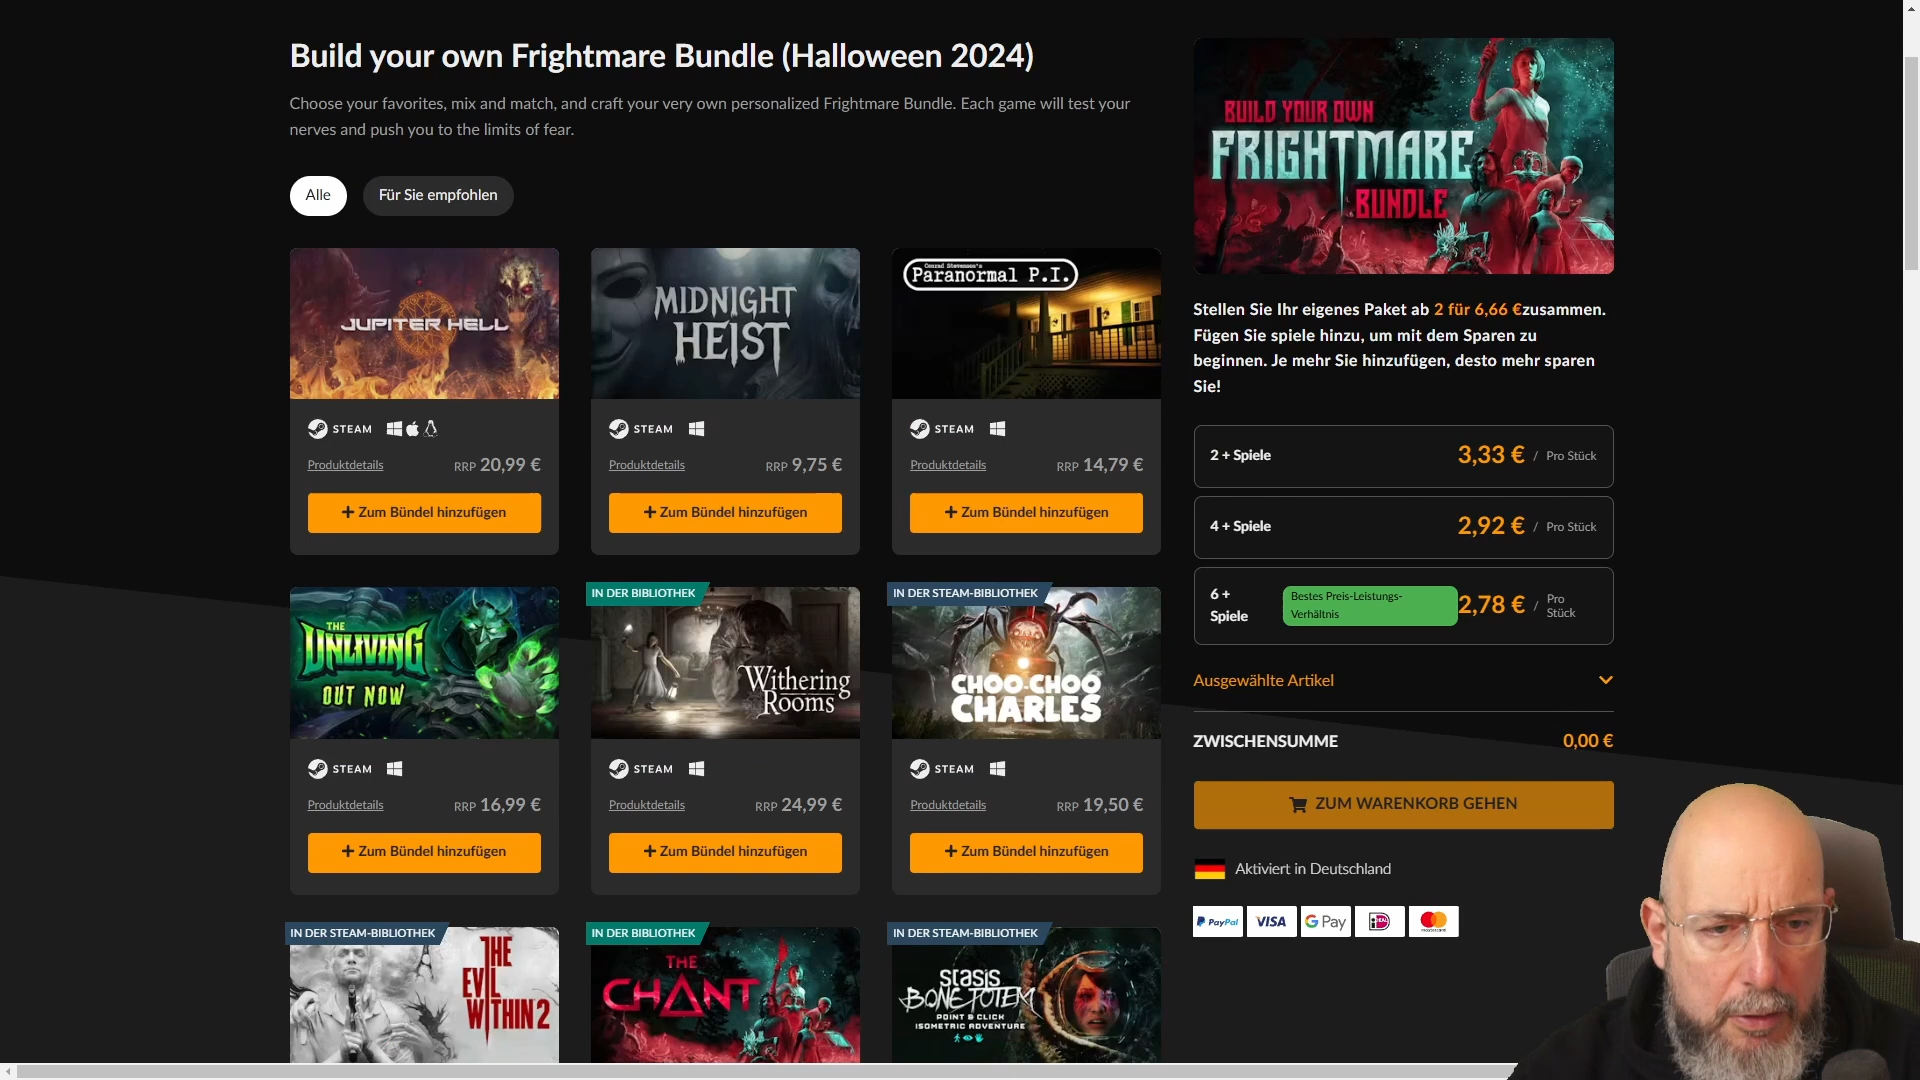 Build your own Frightmare Bundle (Halloween 2024)
Choose your favorites, mix and match, and craft your very own personalized Frightmare Bundle. Each game will test your
nerves and push you to the limits of fear.
Alle
Für Sie empfohlen
JUPITER HELL
STEAM
Produktdetails
RRP 20,99 €
+ Zum Bündel hinzufügen
MIDNIGHT
HEIST
STEAM
Produktdetails
RRP 9,75 €
+ Zum Bündel hinzufügen
Conrad Stevenson's
Paranormal P.I.
STEAM
Produktdetails
RRP 14,79 €
+ Zum Bündel hinzufügen
THE
UNLIVING
OUT NOW
STEAM
Produktdetails
RRP 16,99 €
+ Zum Bündel hinzufügen
IN DER BIBLIOTHEK
Withering
Rooms
STEAM
Produktdetails
RRP 24,99 €
+ Zum Bündel hinzufügen
IN DER STEAM-BIBLIOTHEK
CHOO-CHOO
CHARLES
STEAM
Produktdetails
RRP 19,50 €
+ Zum Bündel hinzufügen
IN DER STEAM-BIBLIOTHEK
THE
EVIL
WITHIN 2
IN DER BIBLIOTHEK
THE
CHANT
IN DER STEAM-BIBLIOTHEK
STASIS
BONE TOTEM
POINT & CLICK
ISOMETRIC ADVENTURE
BUILD YOUR OWN
FRIGHTMARE
BUNDLE
Stellen Sie Ihr eigenes Paket ab 2 für 6,66 €zusammen.
Fügen Sie spiele hinzu, um mit dem Sparen zu
beginnen. Je mehr Sie hinzufügen, desto mehr sparen
Sie!
2 + Spiele
3,33 € / Pro Stück
4 + Spiele
2,92 € / Pro Stück
6 +
Spiele
Bestes Preis-Leistungs-
Verhältnis
2,78 € / Pro
Stück
Ausgewählte Artikel
ZWISCHENSUMME
0,00 €
ZUM WARENKORB GEHEN
Aktiviert in Deutschland
PayPal
VISA
G Pay
iDEAL
mastercard